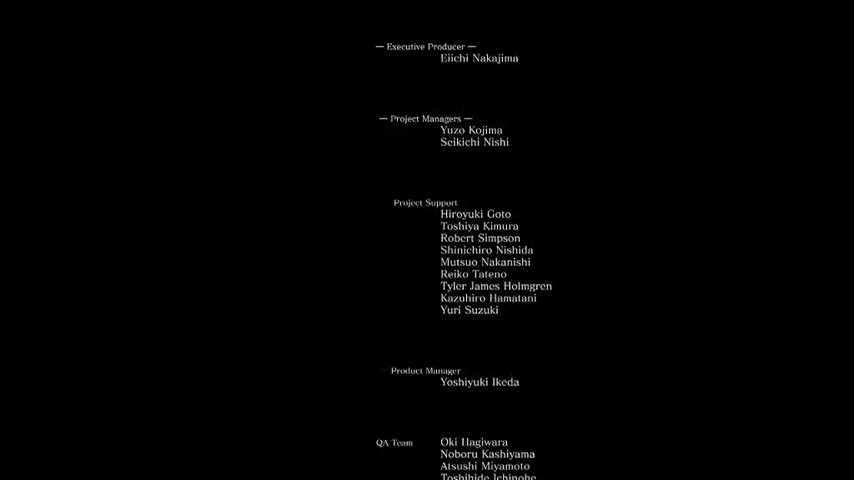 — Executive Producer —
Eiichi Nakajima
— Project Managers —
Yuzo Kojima
Seikichi Nishi
Project Support
Hiroyuki Goto
Toshiya Kimura
Robert Simpson
Shinichiro Nishida
Mutsuo Nakanishi
Reiko Tateno
Tyler James Holmgren
Kazuhiro Hamatani
Yuri Suzuki
— Product Manager
Yoshiyuki Ikeda
QA Team
Oki Hagiwara
Noboru Kashiyama
Atsushi Miyamoto
Toshihide Ichinohe